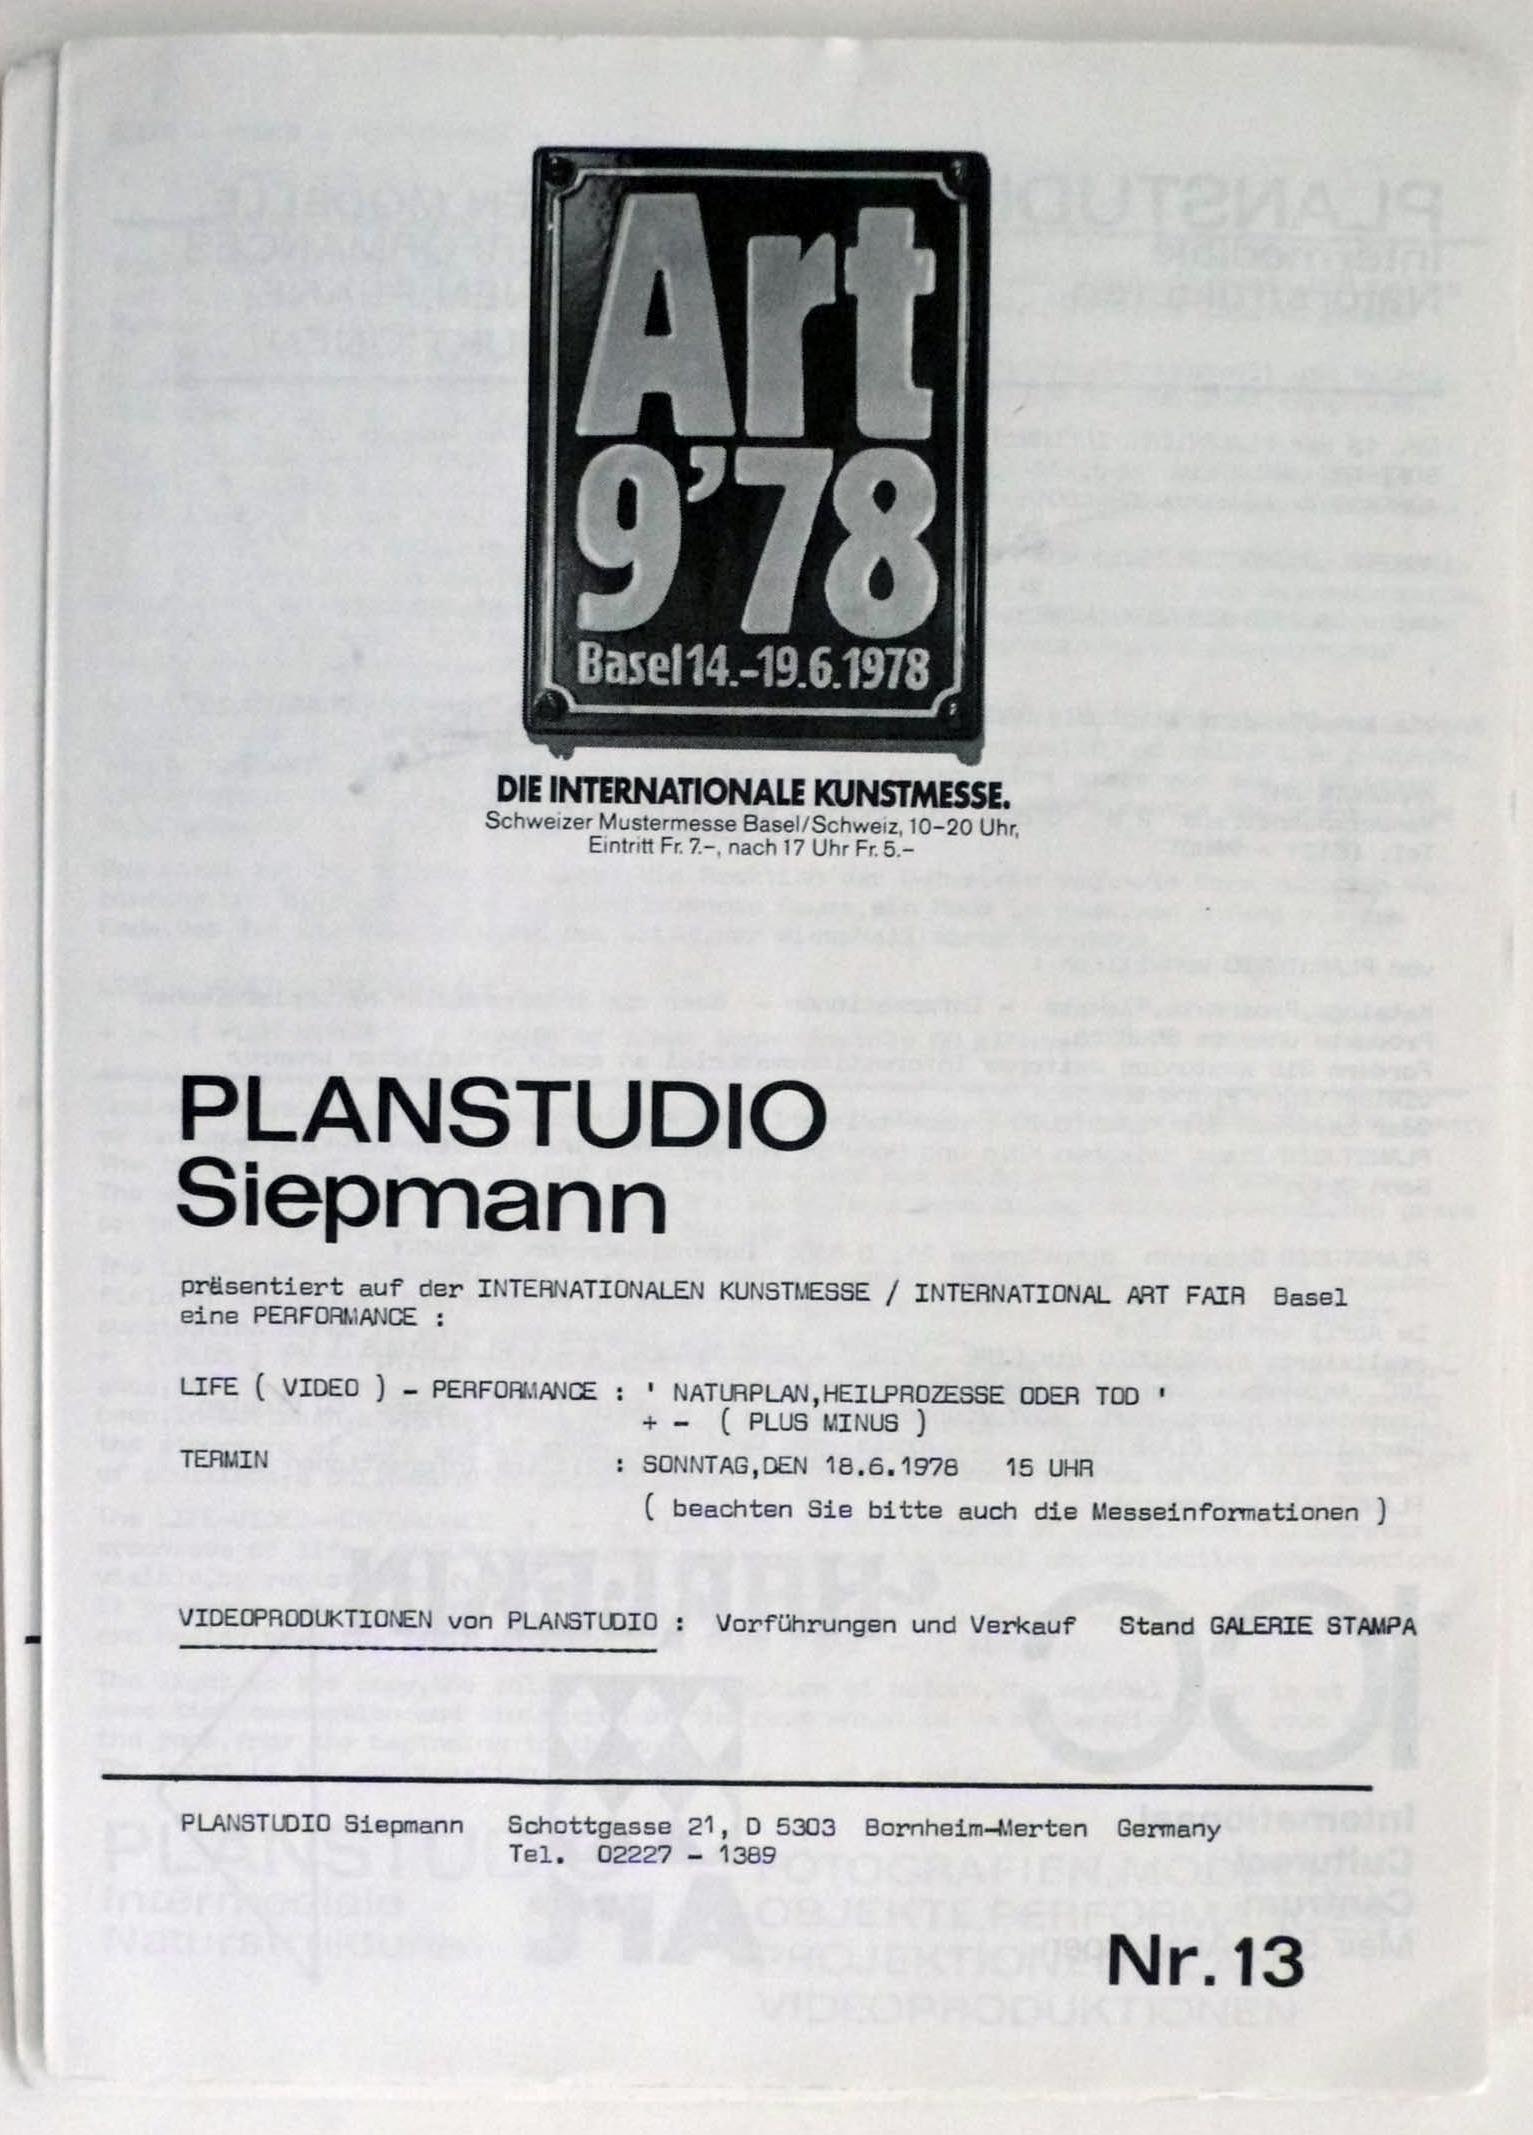 Art
9'78
Basel 14.-19.6.1978
DIE INTERNATIONALE KUNSTMESSE.
Schweizer Mustermesse Basel/Schweiz, 10-20 Uhr,
Eintritt Fr. 7.-, nach 17 Uhr Fr. 5.-
PLANSTUDIO
Siepmann
präsentiert auf der INTERNATIONALEN KUNSTMESSE / INTERNATIONAL ART FAIR Basel
eine PERFORMANCE :
LIFE ( VIDEO ) - PERFORMANCE : ' NATURPLAN,HEILPROZESSE ODER TOD '
+ - ( PLUS MINUS )
TERMIN : SONNTAG,DEN 18.6.1978 15 UHR
( beachten Sie bitte auch die Messeinformationen )
VIDEOPRODUKTIONEN von PLANSTUDIO : Vorführungen und Verkauf Stand GALERIE STAMPA
PLANSTUDIO Siepmann Schottgasse 21, D 5303 Bornheim-Merten Germany
Tel. 02227 - 1389
Nr. 13